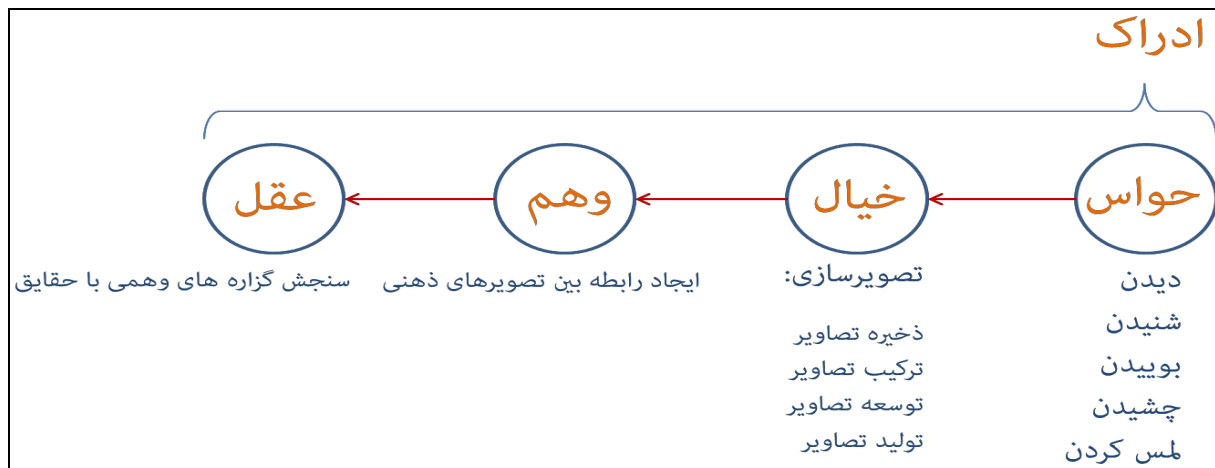 ادراک
حواس
دیدن
شنیدن
بوییدن
چشیدن
لمس کردن
خیال
تصویرسازی:
ذخیره تصاویر
ترکیب تصاویر
توسعه تصاویر
تولید تصاویر
وهم
ایجاد رابطه بین تصویرهای ذهنی
عقل
سنجش گزاره های وهمی با حقایق